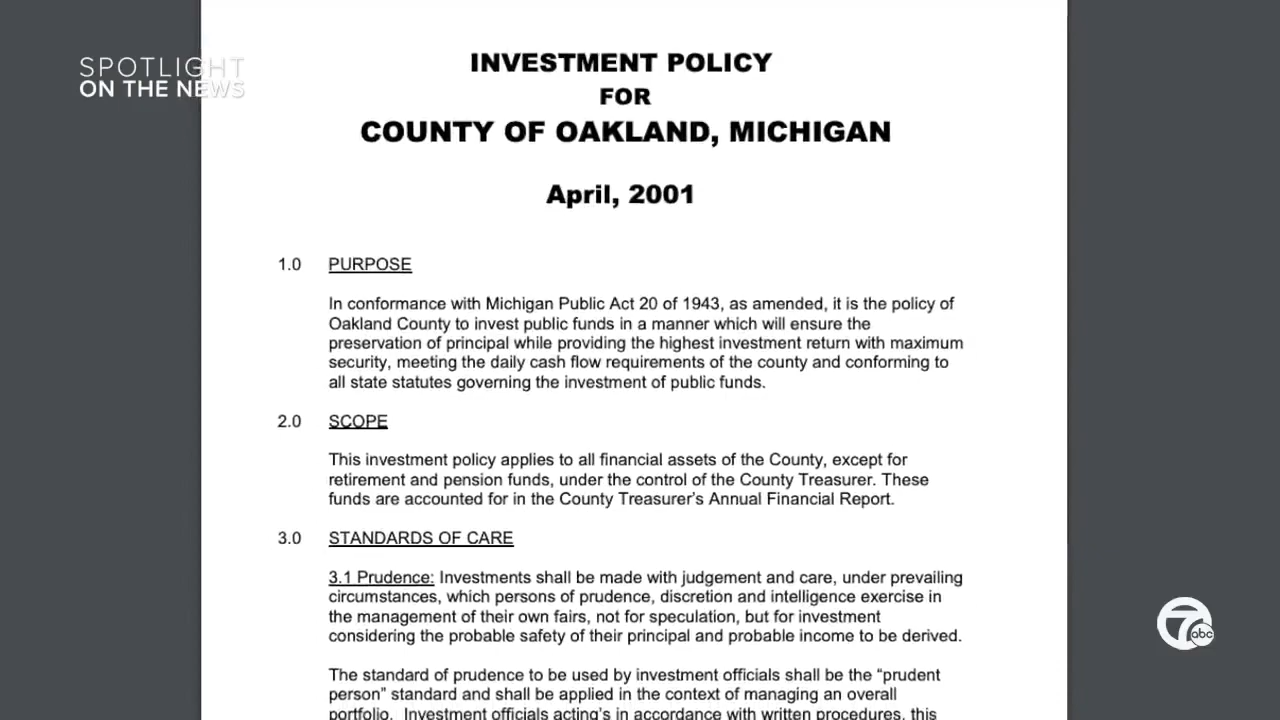 SPOTLIGHT
ON THE NEWS
INVESTMENT POLICY
FOR
COUNTY OF OAKLAND, MICHIGAN
April, 2001
1.0 PURPOSE
In conformance with Michigan Public Act 20 of 1943, as amended, it is the policy of
Oakland County to invest public funds in a manner which will ensure the
preservation of principal while providing the highest investment return with maximum
security, meeting the daily cash flow requirements of the county and conforming to
all state statutes governing the investment of public funds.
2.0 SCOPE
This investment policy applies to all financial assets of the County, except for
retirement and pension funds, under the control of the County Treasurer. These
funds are accounted for in the County Treasurer's Annual Financial Report.
3.0 STANDARDS OF CARE
3.1 Prudence: Investments shall be made with judgement and care, under prevailing
circumstances, which persons of prudence, discretion and intelligence exercise in
the management of their own fairs, not for speculation, but for investment
considering the probable safety of their principal and probable income to be derived.
The standard of prudence to be used by investment officials shall be the “prudent
person” standard and shall be applied in the context of managing an overall
portfolio. Investment officials acting's in accordance with written procedures, this
7 abc